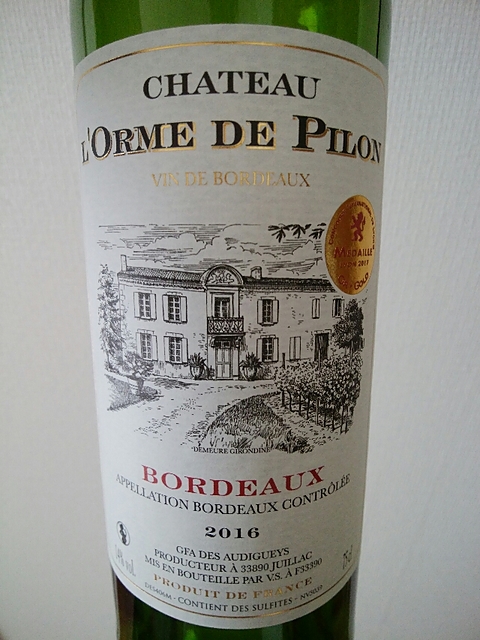 CHATEAU
L'ORME DE PILON
VIN DE BORDEAUX
MEDAILLE
GOLD
DEMEURE GIRONDINE
BORDEAUX
APPELLATION BORDEAUX CONTRÔLÉE
2016
GFA DES AUDIGUEYS
PRODUCTEUR À 33890 JUILLAC
MIS EN BOUTEILLE PAR V.S. À F33390
PRODUIT DE FRANCE
CONTIENT DES SULFITES
75cl